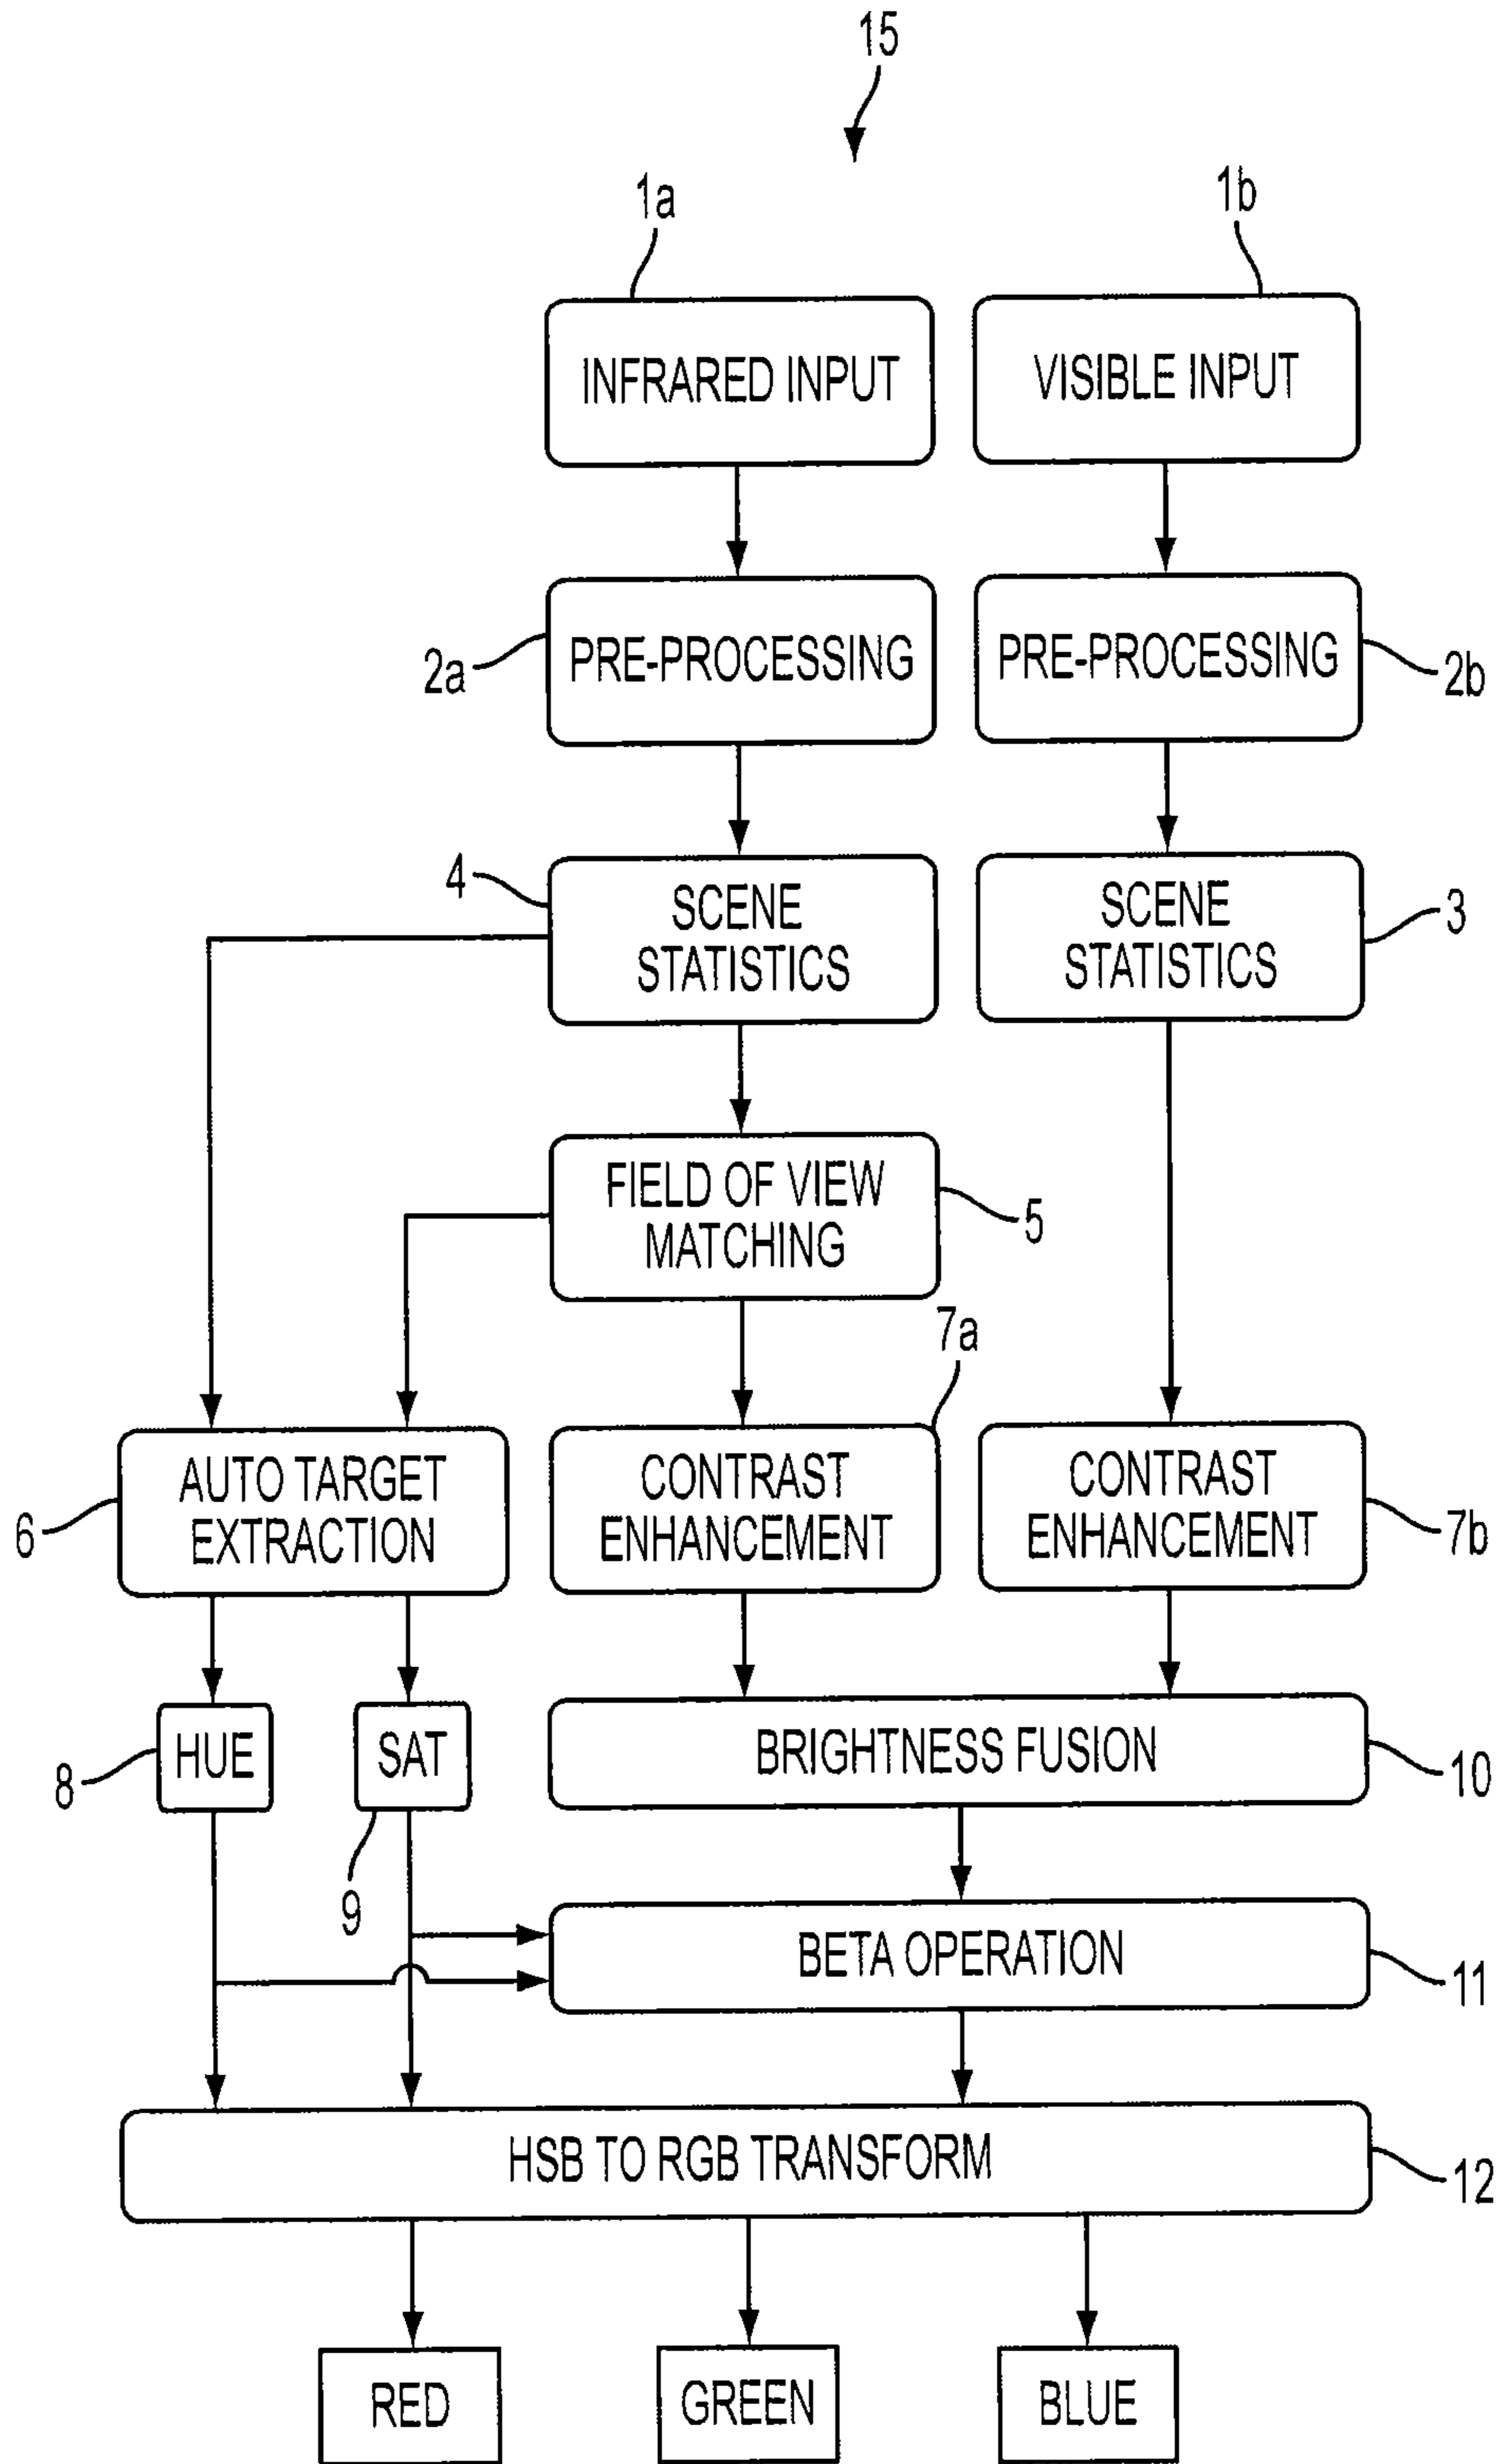 15
1a
1b
INFRARED INPUT
VISIBLE INPUT
2a
PRE-PROCESSING
PRE-PROCESSING
2b
4
SCENE
STATISTICS
SCENE
STATISTICS
3
FIELD OF VIEW
MATCHING
5
7a
6
AUTO TARGET
EXTRACTION
CONTRAST
ENHANCEMENT
CONTRAST
ENHANCEMENT
7b
8
HUE
SAT
9
BRIGHTNESS FUSION
10
BETA OPERATION
11
HSB TO RGB TRANSFORM
12
RED
GREEN
BLUE